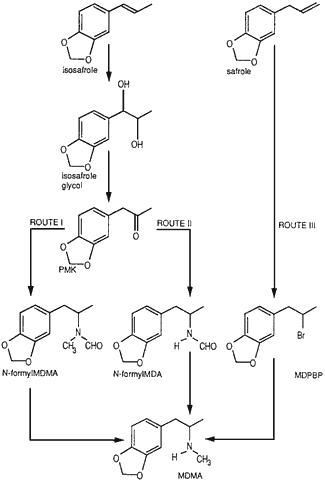 O
O
isosafrole
O
O
safrole
OH
O
O
OH
isosafrole
glycol
ROUTE I
ROUTE II
ROUTE III
O
O
O
PMK
O
O
N
CH3
CHO
N-formylMDMA
O
O
N
H
CHO
N-formylMDA
O
O
Br
MDPBP
O
O
N
H
CH3
MDMA